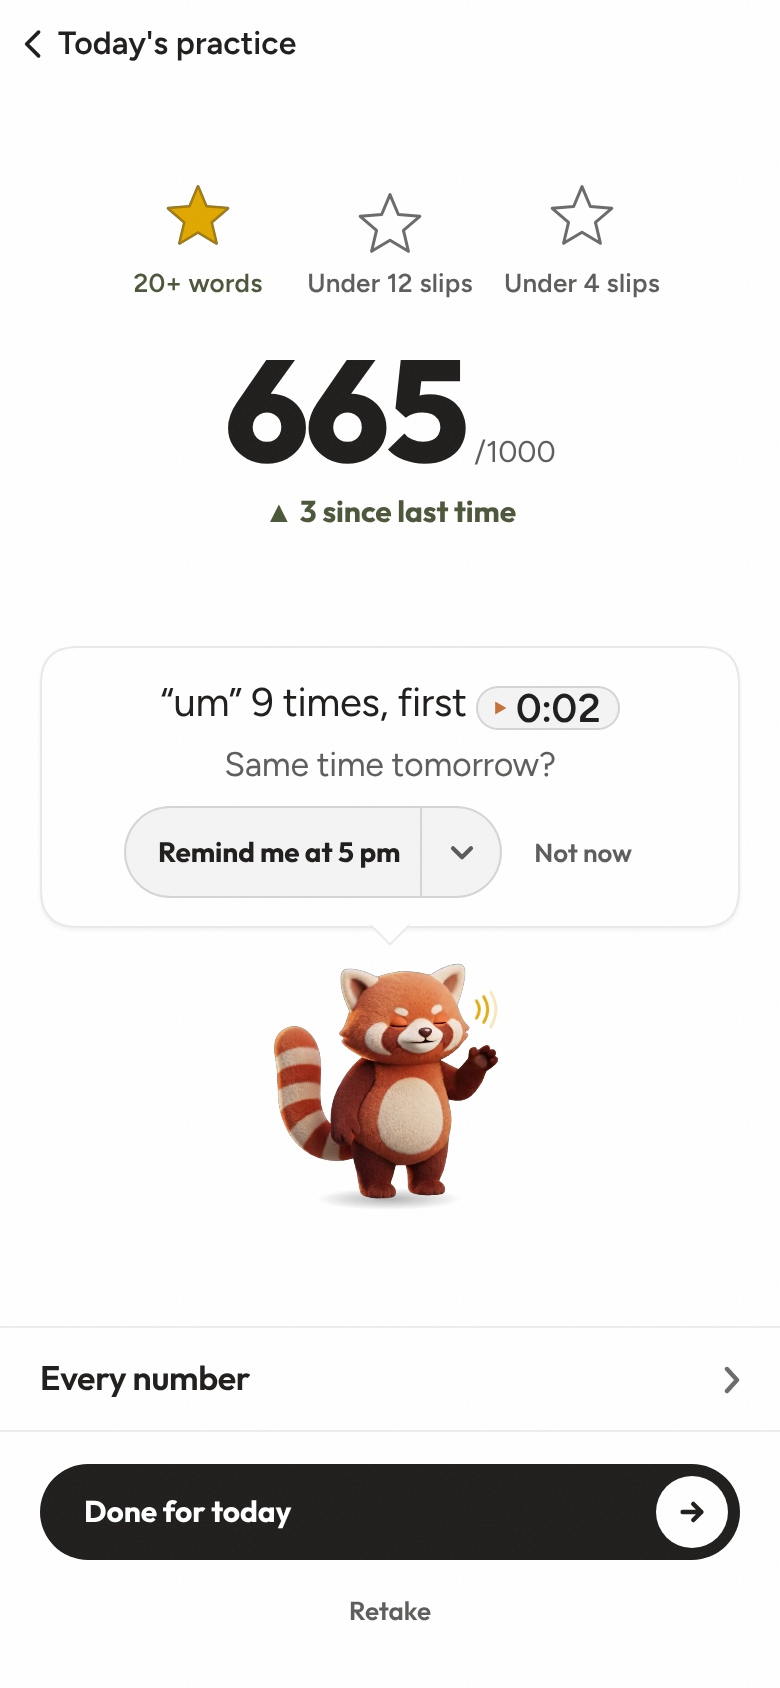 Today's practice
20+ words
Under 12 slips
Under 4 slips
665/1000
▲ 3 since last time
“um” 9 times, first ▶ 0:02
Same time tomorrow?
Remind me at 5 pm
Not now
Every number
Done for today
Retake